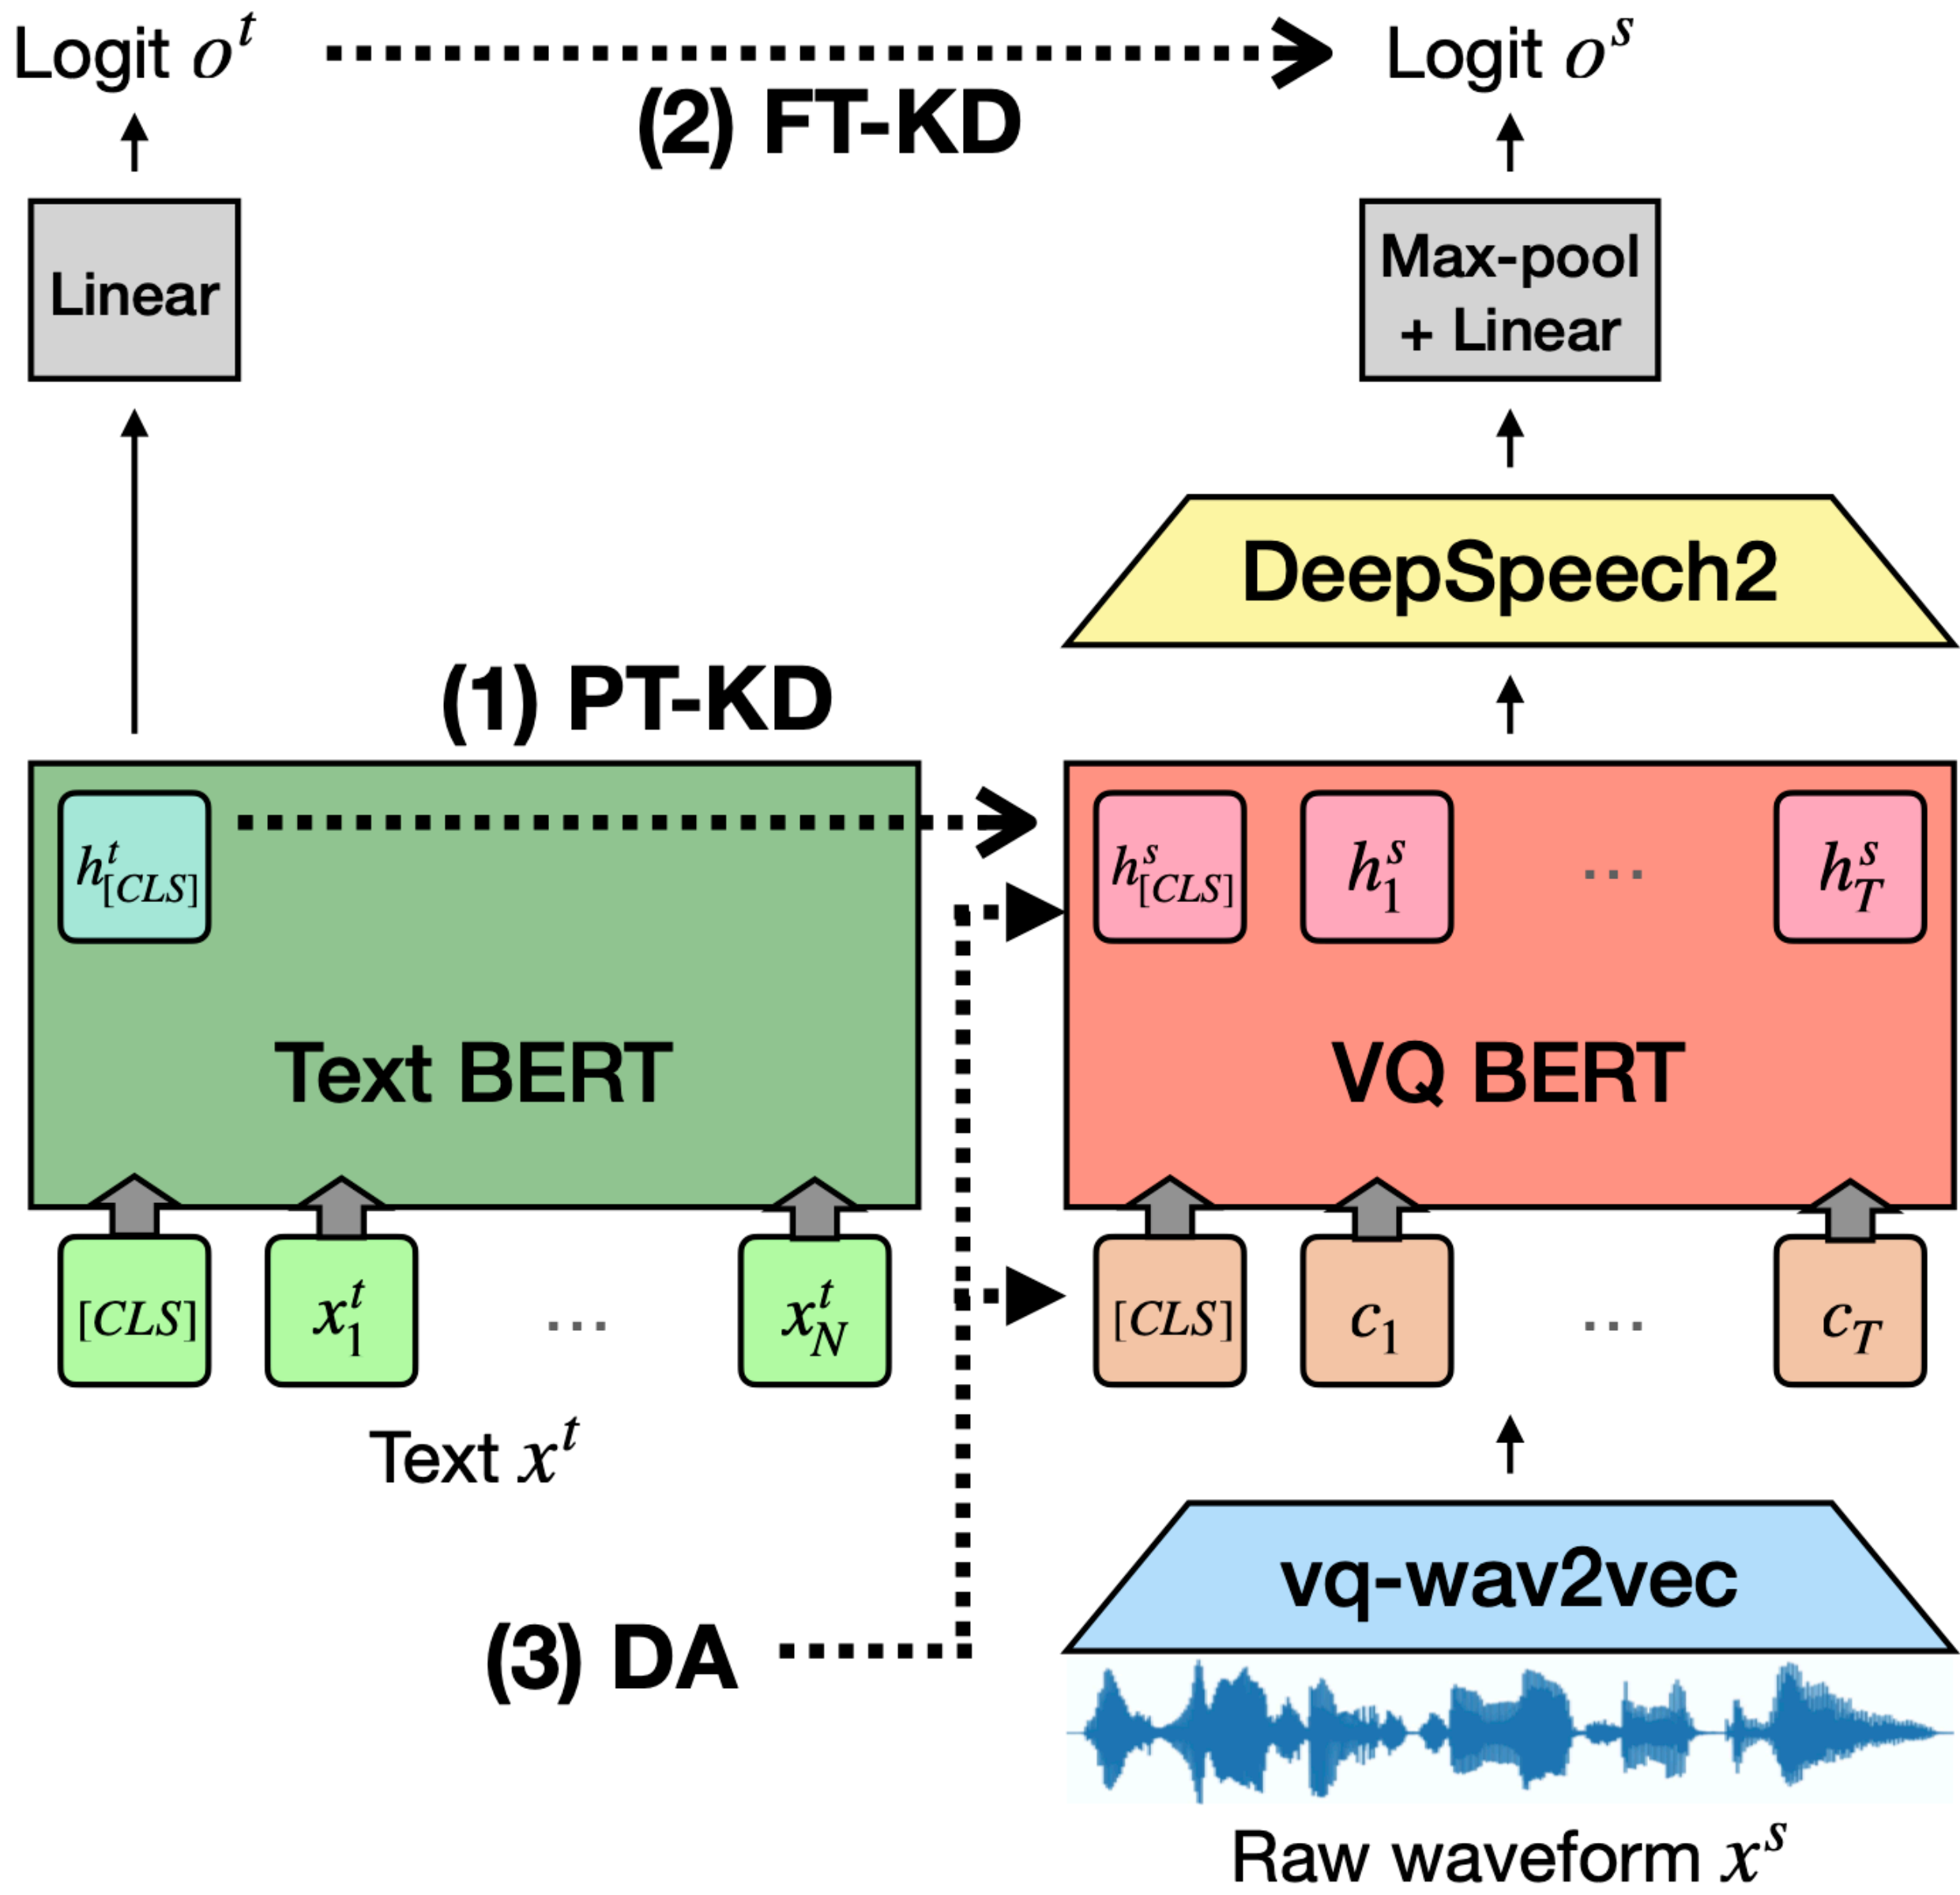 Logit o^t
Logit o^s
(2) FT-KD
Linear
Max-pool
+ Linear
DeepSpeech2
(1) PT-KD
h^t_[CLS]
h^s_[CLS]
h^s_1
...
h^s_T
Text BERT
VQ BERT
[CLS]
x^t_1
...
x^t_N
[CLS]
c_1
...
c_T
Text x^t
vq-wav2vec
(3) DA
Raw waveform x^s